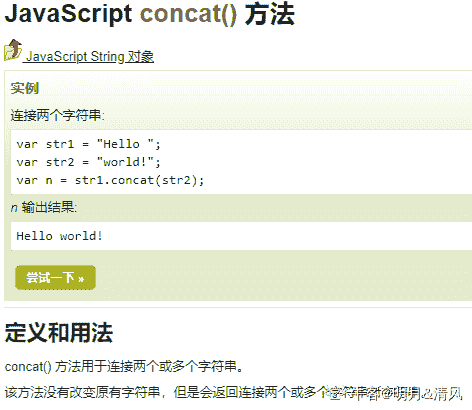 JavaScript concat() 方法
JavaScript String 对象
实例
连接两个字符串:
var str1 = "Hello ";
var str2 = "world!";
var n = str1.concat(str2);
n 输出结果:
Hello world!
尝试一下 »
定义和用法
concat() 方法用于连接两个或多个字符串。
该方法没有改变原有字符串，但是会返回连接两个或多个字符串
明月&清风